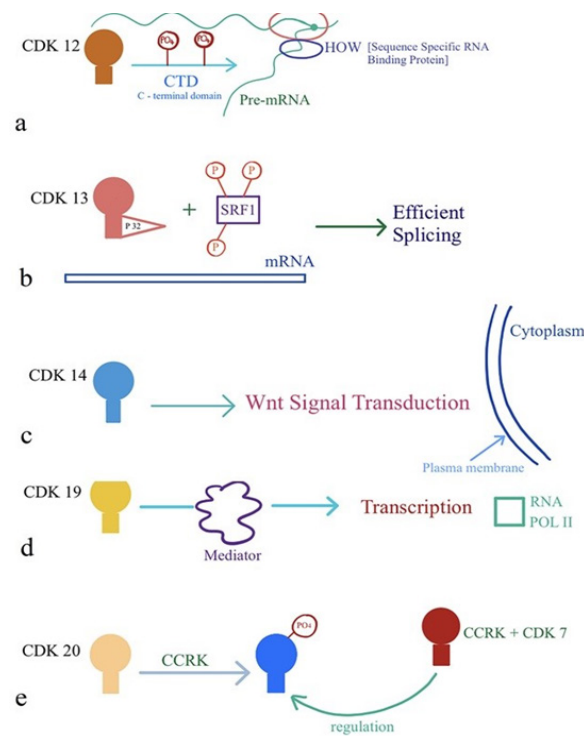 CDK 12
PO₄
PO₄
CTD
C - terminal domain
HOW [Sequence Specific RNA
Binding Protein]
Pre-mRNA
a
CDK 13
P 32
+
P
P
SRF1
P
Efficient
Splicing
mRNA
b
Cytoplasm
CDK 14
Wnt Signal Transduction
Plasma membrane
c
CDK 19
Mediator
Transcription
RNA
POL II
d
CDK 20
CCRK
PO₄
CCRK + CDK 7
regulation
e